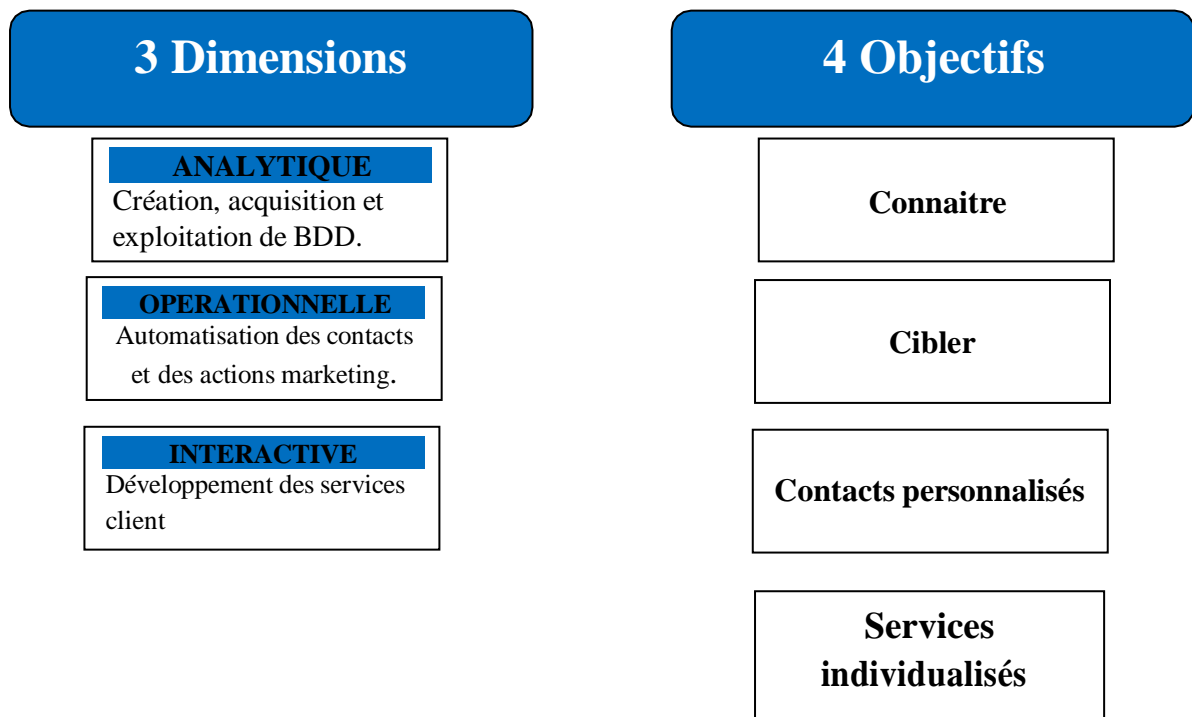 3 Dimensions
ANALYTIQUE
Création, acquisition et
exploitation de BDD.
OPERATIONNELLE
Automatisation des contacts
et des actions marketing.
INTERACTIVE
Développement des services
client
4 Objectifs
Connaitre
Cibler
Contacts personnalisés
Services
individualisés